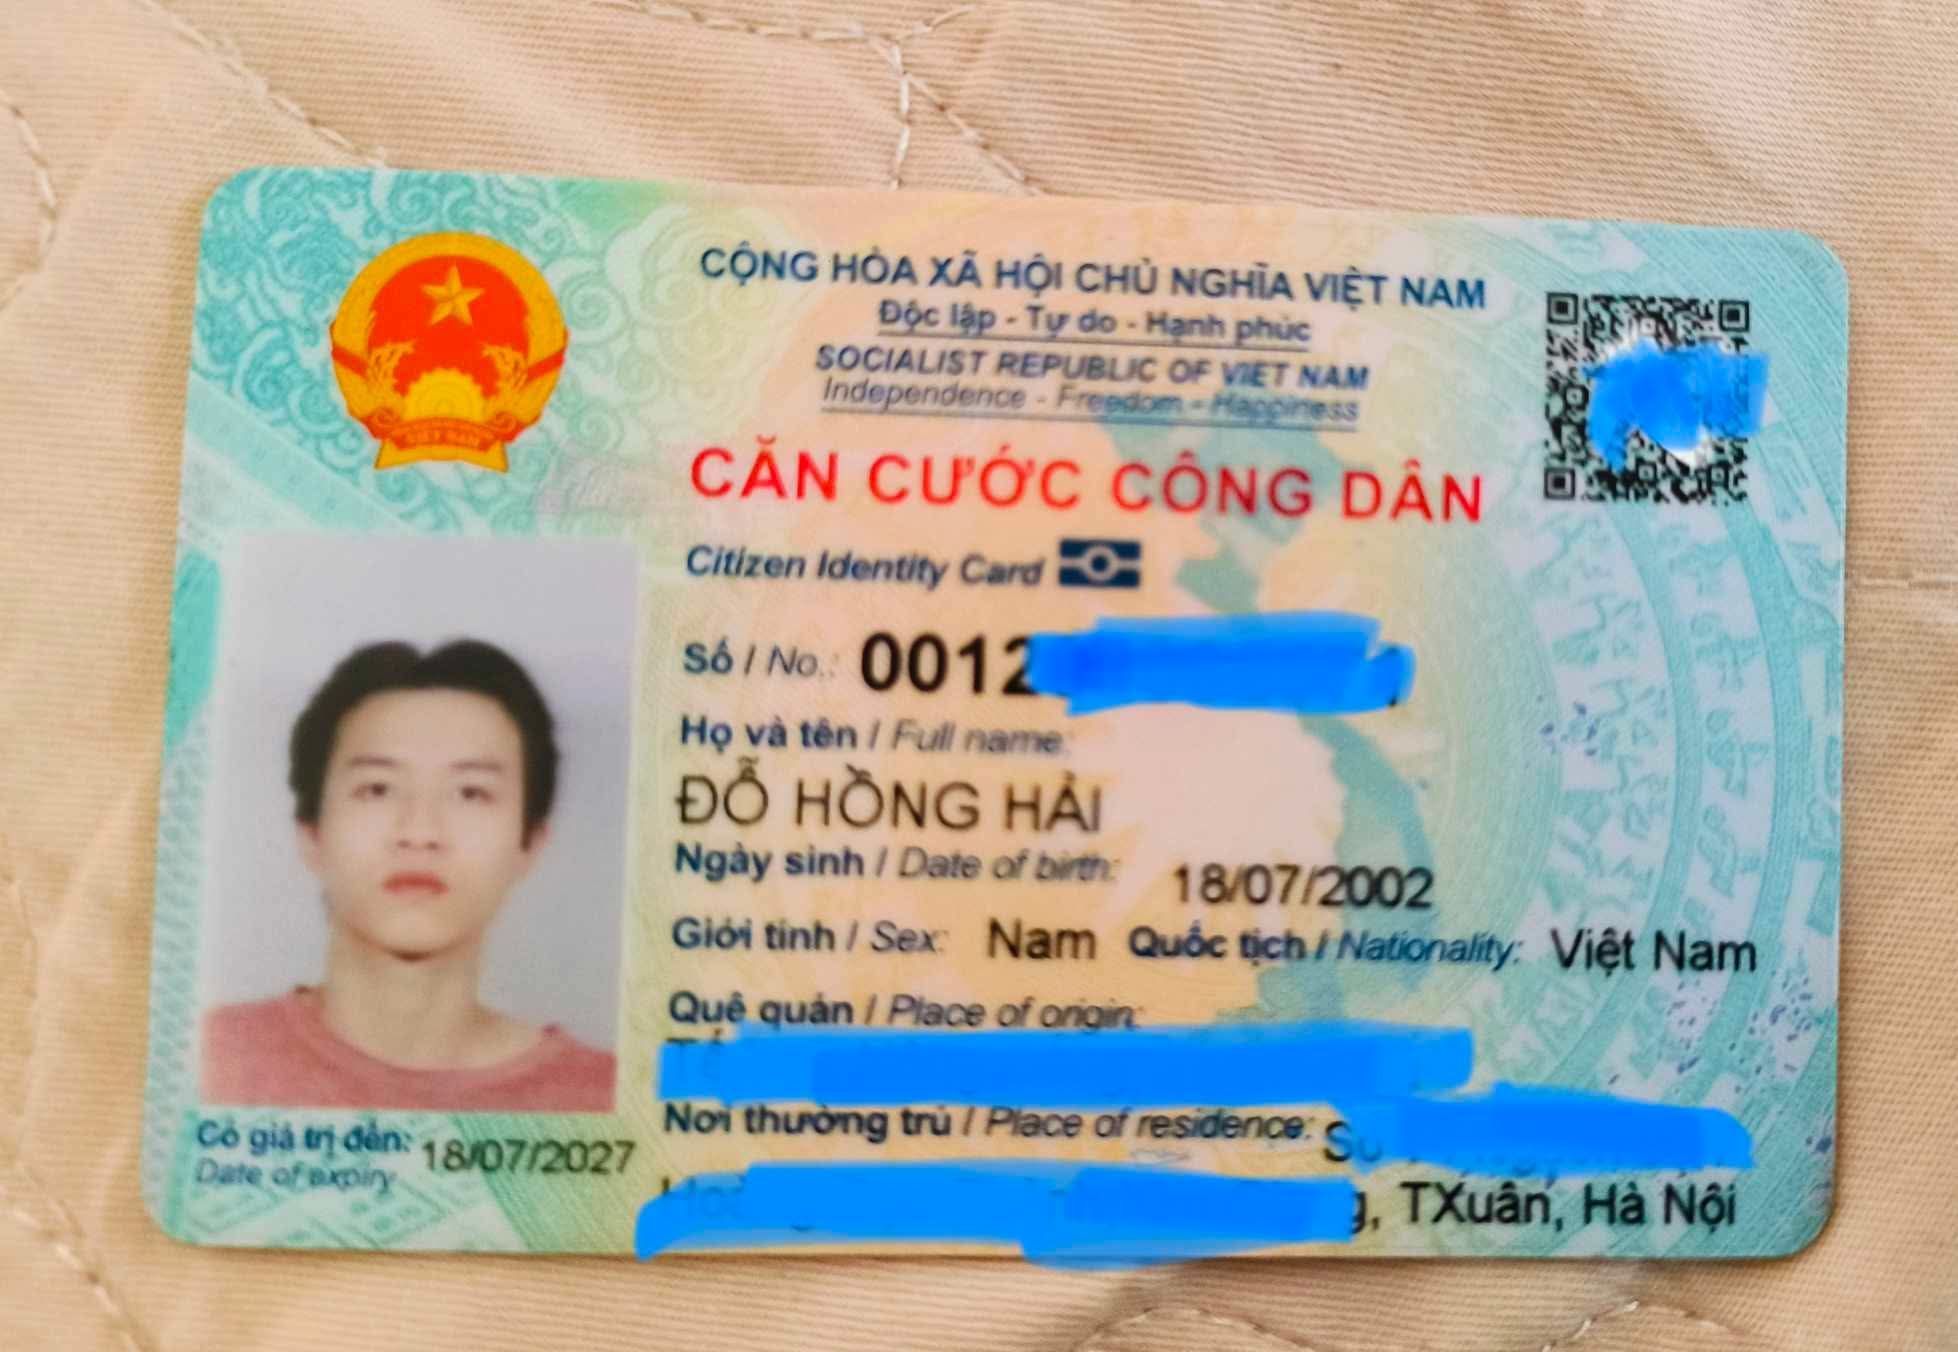 CỘNG HÒA XÃ HỘI CHỦ NGHĨA VIỆT NAM
Độc lập - Tự do - Hạnh phúc
SOCIALIST REPUBLIC OF VIET NAM
Independence - Freedom - Happiness
CĂN CƯỚC CÔNG DÂN
Citizen Identity Card
Số / No.: 0012
Họ và tên / Full name:
ĐỖ HỒNG HẢI
Ngày sinh / Date of birth: 18/07/2002
Giới tính / Sex: Nam Quốc tịch / Nationality: Việt Nam
Quê quán / Place of origin:
Nơi thường trú / Place of residence:
TXuân, Hà Nội
Có giá trị đến: 18/07/2027
Date of expiry
VIỆT NAM